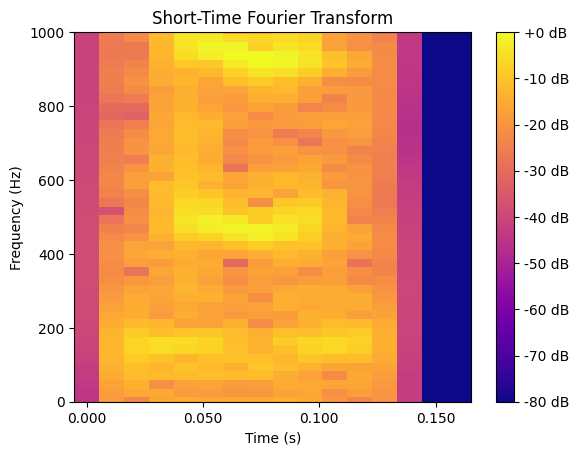 Short-Time Fourier Transform
1000
800
600
400
200
0
Frequency (Hz)
0.000
0.050
0.100
0.150
Time (s)
+0 dB
-10 dB
-20 dB
-30 dB
-40 dB
-50 dB
-60 dB
-70 dB
-80 dB